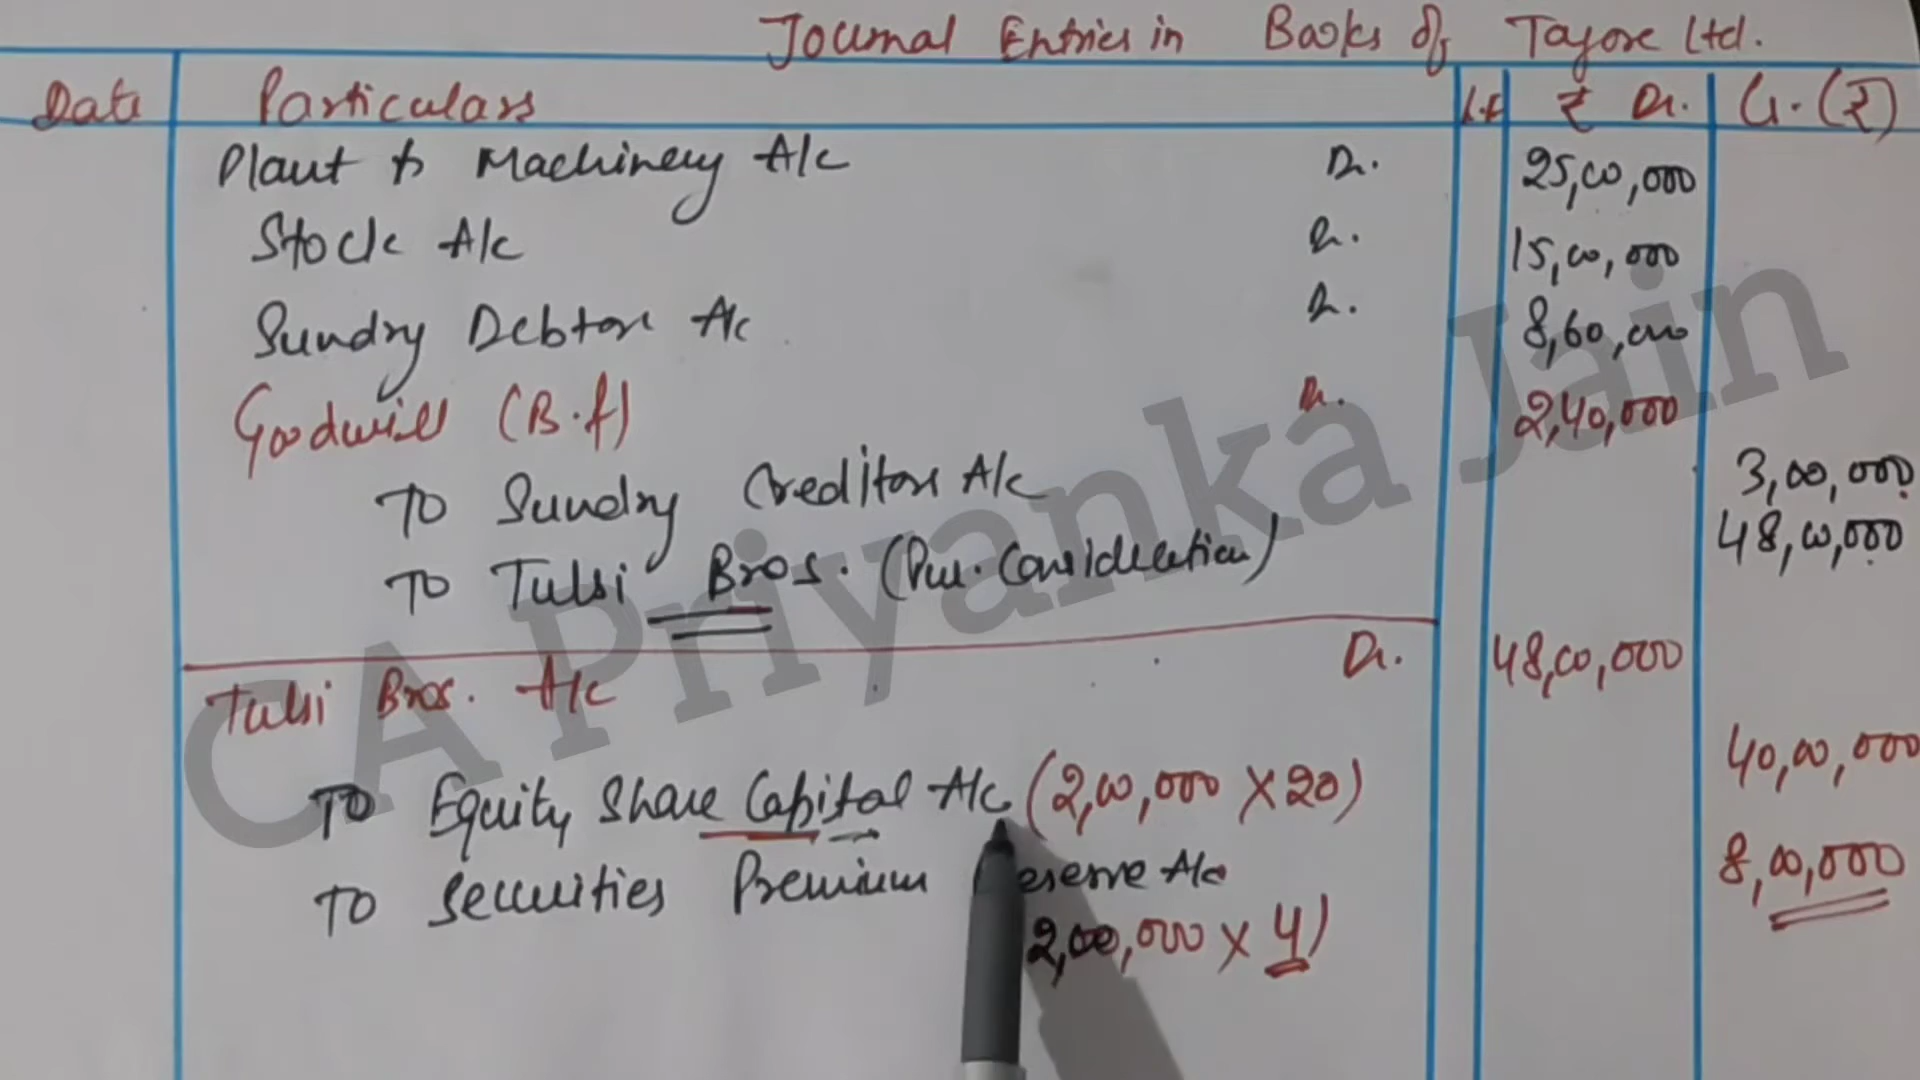 Journal Entries in Books of Tagore Ltd.
Date Particulars L.f ₹ Dr. Cr. (₹)
Plant & Machinery A/c Dr. 25,00,000
Stock A/c Dr. 15,00,000
Sundry Debtors A/c Dr. 8,60,000
Goodwill (B.f) Dr. 2,40,000
To Sundry Creditors A/c 3,00,000
To Tulsi Bros. (Pur. Consideration) 48,00,000
Tulsi Bros. A/c Dr. 48,00,000
To Equity Share Capital A/c (2,00,000 X 20) 40,00,000
To Securities Premium Reserve A/c 8,00,000
2,00,000 X 4)
CA Priyanka Jain